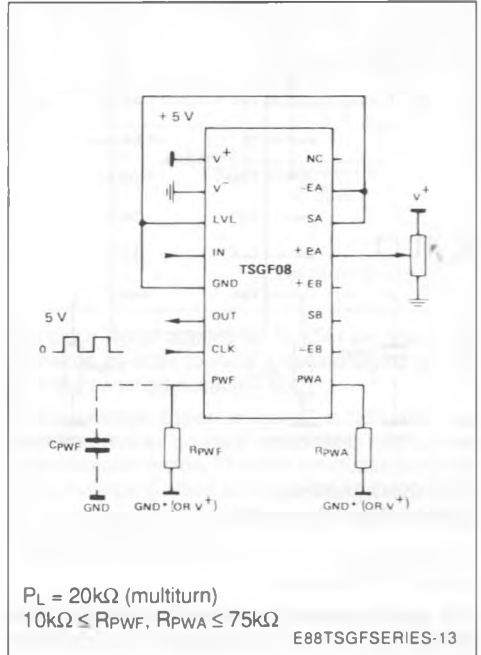 + 5 V
V+
V-
LVL
IN
GND
OUT
CLK
PWF
TSGF08
NC
-EA
SA
+ EA
+ EB
SB
-EB
PWA
V+
PL
5 V
0
CPWF
GND
RPWF
GND* (OR V+)
RPWA
GND* (OR V+)
PL = 20kΩ (multiturn)
10kΩ ≤ RPWF, RPWA ≤ 75kΩ
E88TSGFSERIES-13